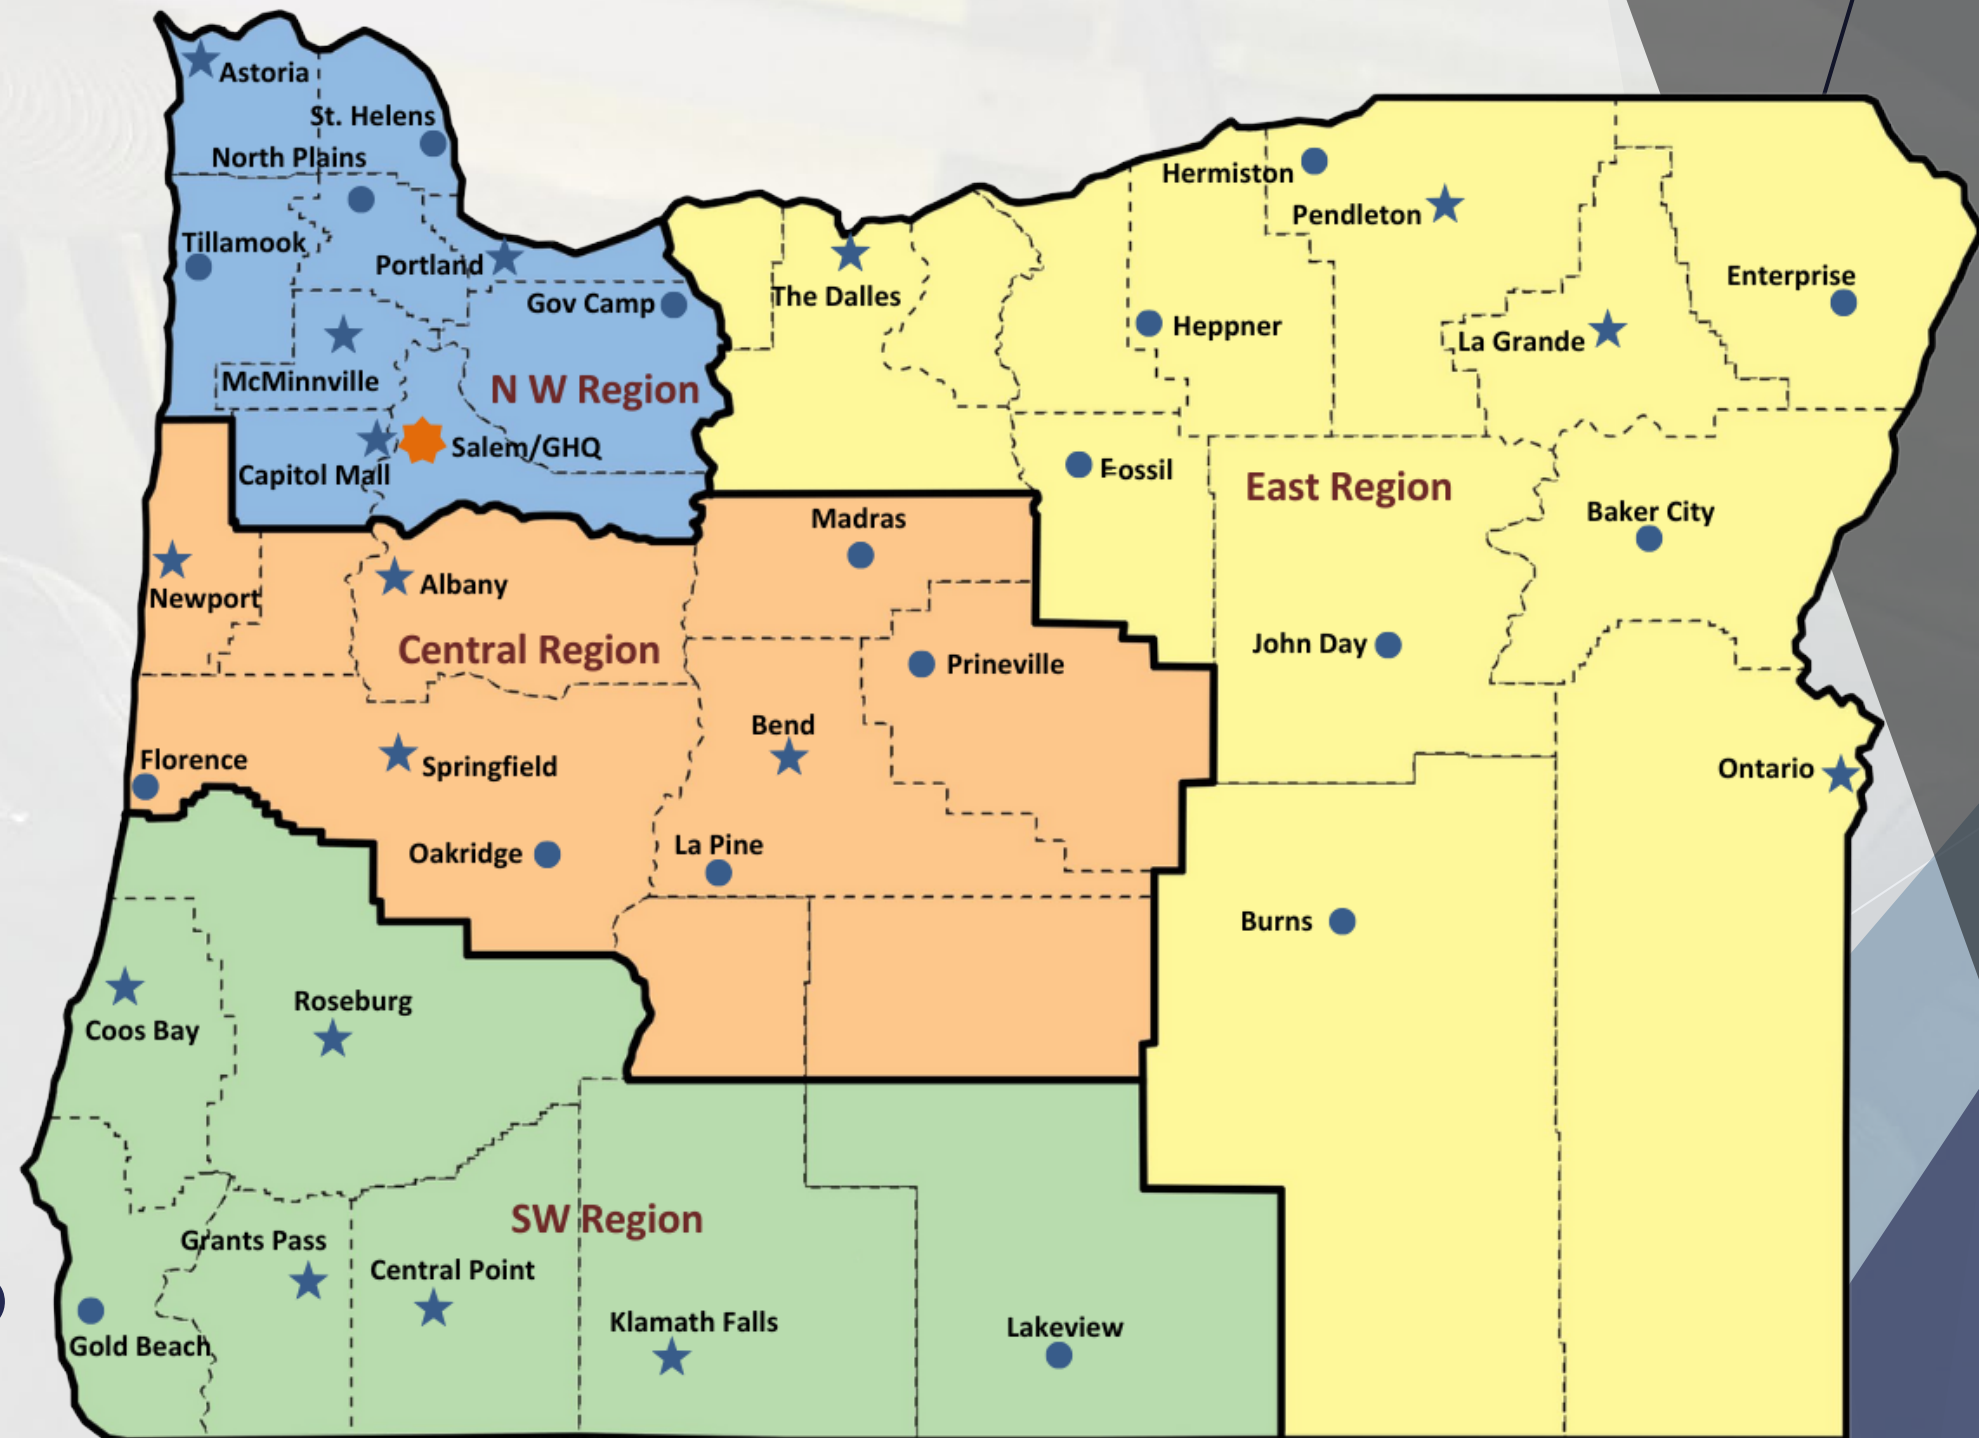 Astoria
St. Helens
North Plains
Tillamook
Portland
Gov Camp
McMinnville
N W Region
Salem/GHQ
Capitol Mall
The Dalles
Hermiston
Pendleton
Enterprise
Heppner
La Grande
Fossil
East Region
Baker City
John Day
Ontario
Burns
Madras
Newport
Albany
Central Region
Prineville
Bend
Florence
Springfield
Oakridge
La Pine
Coos Bay
Roseburg
SW Region
Grants Pass
Central Point
Klamath Falls
Lakeview
Gold Beach